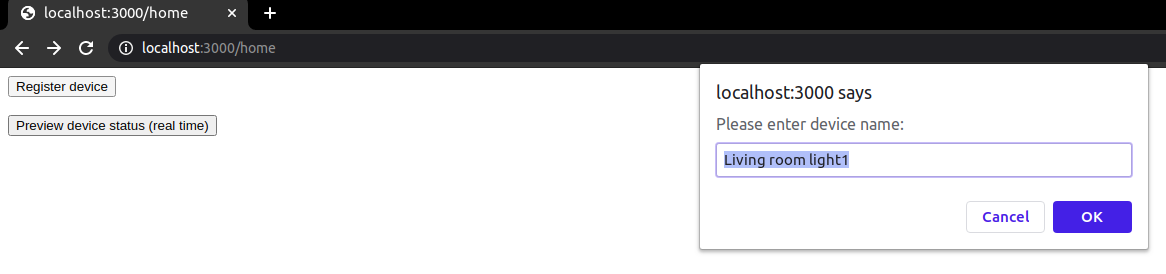 localhost:3000/home
localhost:3000/home
Register device
Preview device status (real time)
localhost:3000 says
Please enter device name:
Living room light1
Cancel
OK